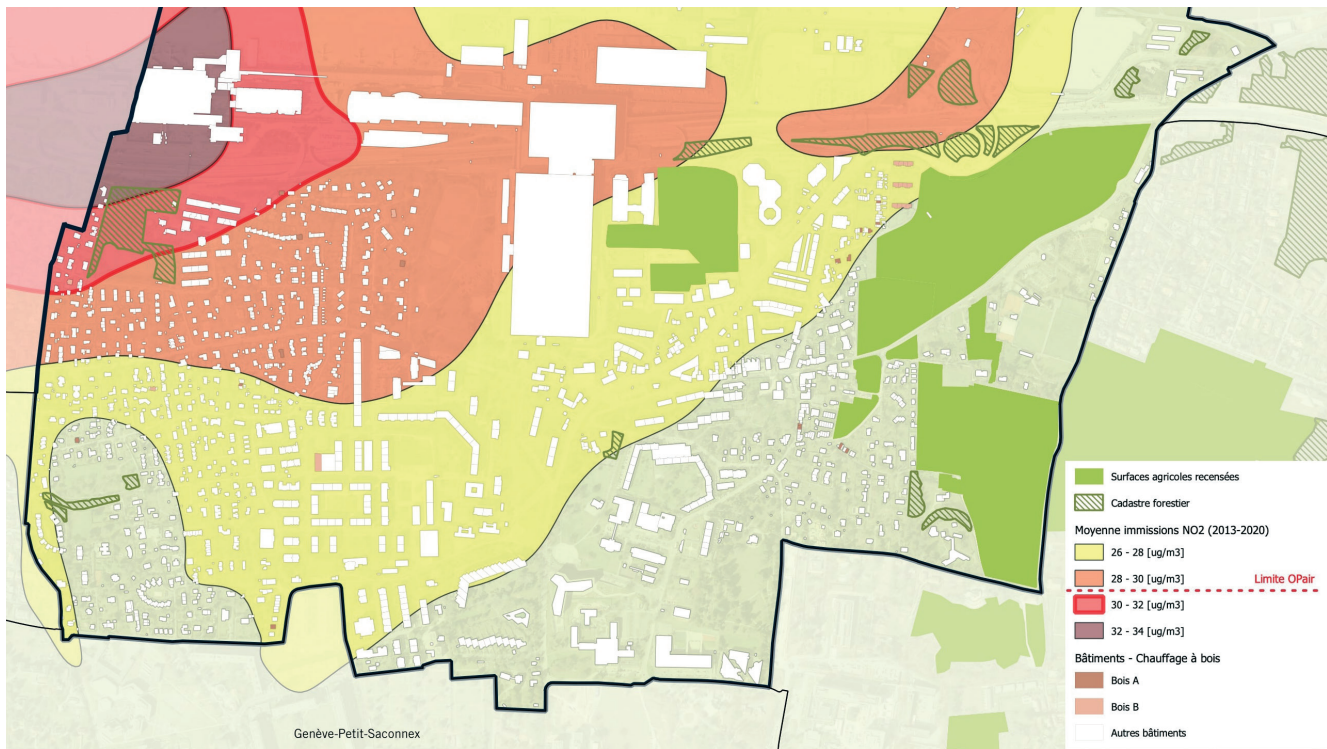 Surfaces agricoles recensées
Cadastre forestier
Moyenne immissions NO2 (2013-2020)
26 - 28 [ug/m3]
28 - 30 [ug/m3]
Limite OPair
30 - 32 [ug/m3]
32 - 34 [ug/m3]
Bâtiments - Chauffage à bois
Bois A
Bois B
Autres bâtiments
Genève-Petit-Saconnex